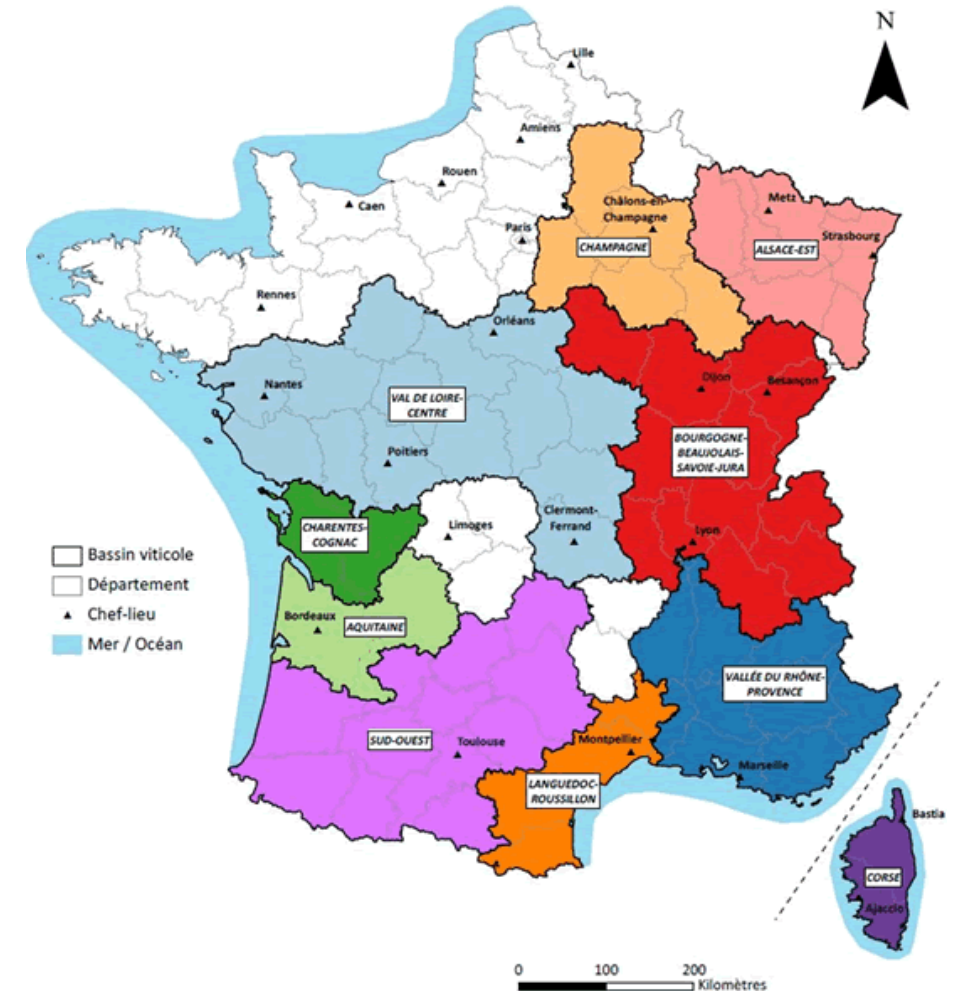 N
Lille
Amiens
Rouen
Caen
Châlons-en-
Champagne
Metz
Paris
Strasbourg
CHAMPAGNE
ALSACE-EST
Rennes
Orléans
Nantes
Dijon
Besançon
VAL DE LOIRE-
CENTRE
BOURGOGNE-
BEAUJOLAIS-
SAVOIE-JURA
Poitiers
CHARENTES-
COGNAC
Limoges
Clermont-
Ferrand
Lyon
Bassin viticole
Département
Chef-lieu
Mer / Océan
Bordeaux
AQUITAINE
VALLÉE DU RHÔNE-
PROVENCE
SUD-OUEST
Toulouse
Montpellier
Marseille
LANGUEDOC-
ROUSSILLON
Bastia
CORSE
Ajaccio
0 100 200
Kilomètres